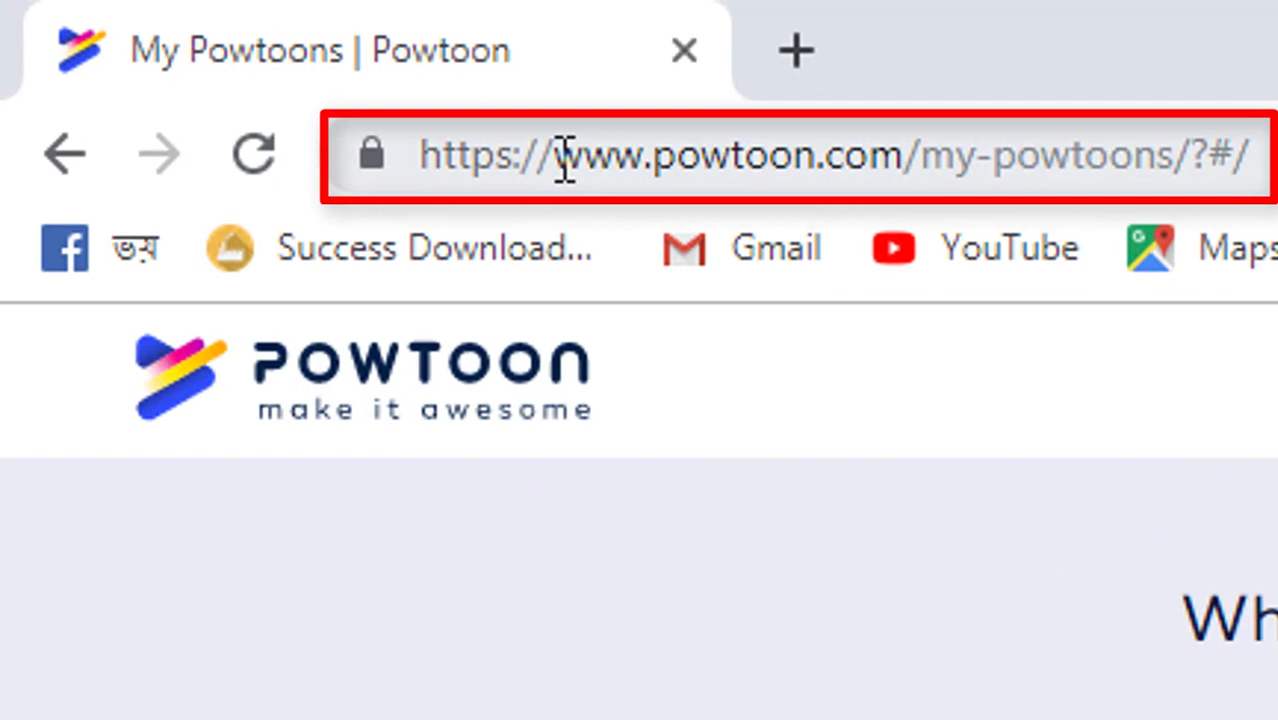 My Powtoons | Powtoon
https://www.powtoon.com/my-powtoons/?#/
ভয় Success Download... Gmail YouTube Maps
POWTOON
make it awesome
Wh